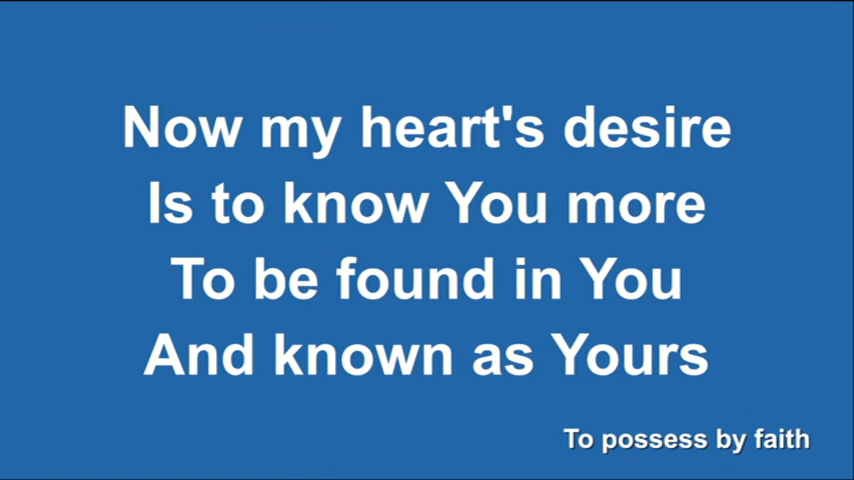 Now my heart's desire
Is to know You more
To be found in You
And known as Yours
To possess by faith